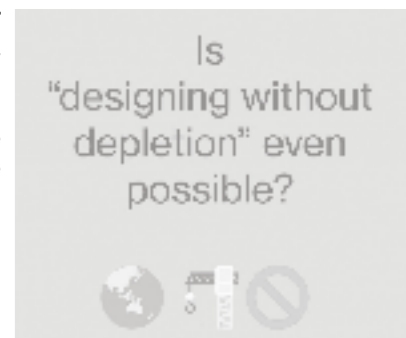 Is
“designing without
depletion” even
possible?